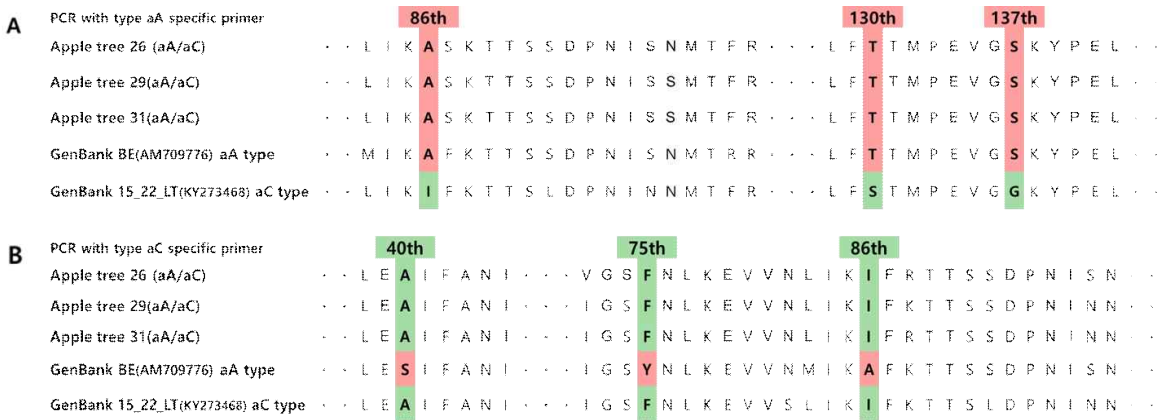 A
PCR with type aA specific primer 86th 130th 137th
Apple tree 26 (aA/aC) · · L I K A S K T T S S D P N I S N M T F R · · · L F T T M P E V G S K Y P E L · ·
Apple tree 29(aA/aC) · · L I K A S K T T S S D P N I S S M T F R · · · L F T T M P E V G S K Y P E L · ·
Apple tree 31(aA/aC) · · L I K A S K T T S S D P N I S S M T F R · · · L F T T M P E V G S K Y P E L · ·
GenBank BE(AM709776) aA type · · M I K A F K T T S S D P N I S N M T R R · · · L F T T M P E V G S K Y P E L · ·
GenBank 15_22_LT(KY273468) aC type · · L I K I F K T T S L D P N I N N M T F R · · · L F S T M P E V G G K Y P E L · ·
B
PCR with type aC specific primer 40th 75th 86th
Apple tree 26 (aA/aC) · · L E A I F A N I · · · V G S F N L K E V V N L I K I F R T T S S D P N I S N · ·
Apple tree 29(aA/aC) · · L E A I F A N I · · · I G S F N L K E V V N L I K I F K T T S S D P N I N N · ·
Apple tree 31(aA/aC) · · L E A I F A N I · · · I G S F N L K E V V N L I K I F R T T S S D P N I N N · ·
GenBank BE(AM709776) aA type · · L E S I F A N I · · · I G S Y N L K E V V N M I K A F K T T S S D P N I S N · ·
GenBank 15_22_LT(KY273468) aC type · · L E A I F A N I · · · I G S F N L K E V V S L I K I F K T T S L D P N I N N · ·